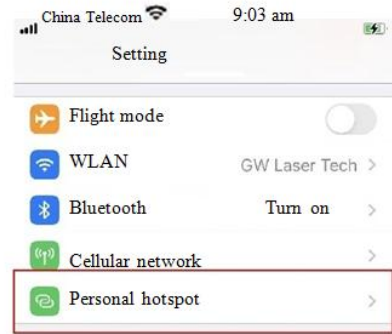 China Telecom 9:03 am
Setting
Flight mode
WLAN GW Laser Tech
Bluetooth Turn on
Cellular network
Personal hotspot